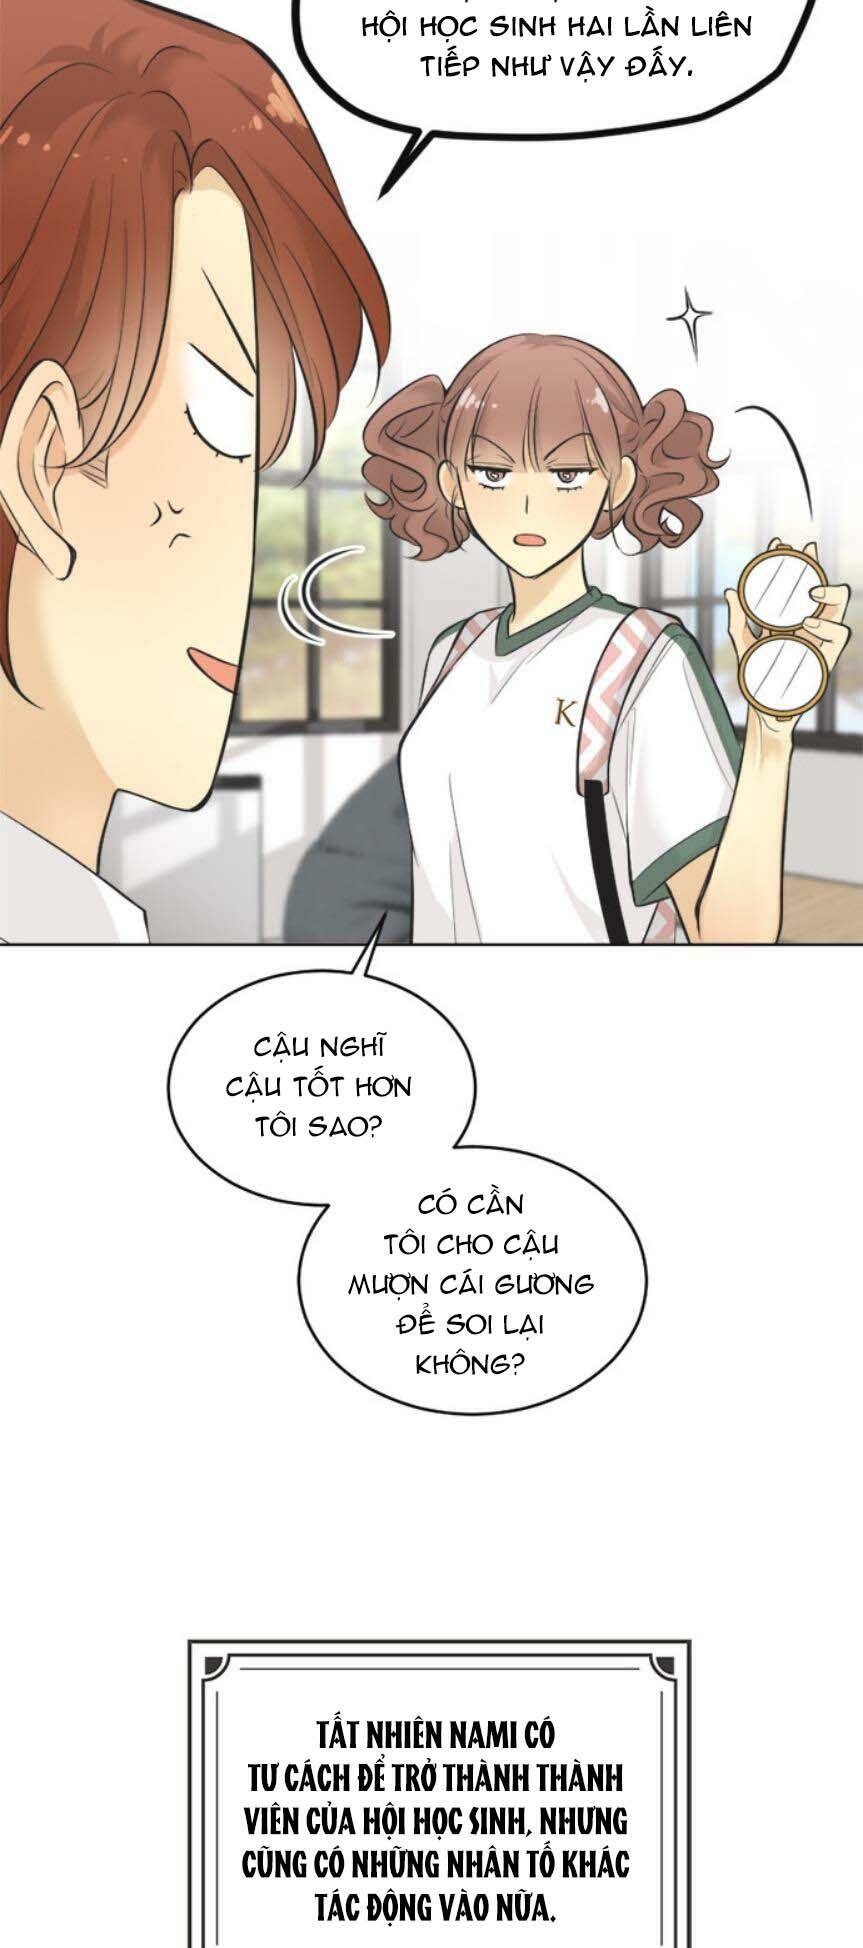 HỘI HỌC SINH HAI LẦN LIÊN
TIẾP NHƯ VẬY ĐẤY.
K
CẬU NGHĨ
CẬU TỐT HƠN
TÔI SAO?
CÓ CẦN
TÔI CHO CẬU
MƯỢN CÁI GƯƠNG
ĐỂ SOI LẠI
KHÔNG?
TẤT NHIÊN NAMI CÓ
TƯ CÁCH ĐỂ TRỞ THÀNH THÀNH
VIÊN CỦA HỘI HỌC SINH, NHƯNG
CŨNG CÓ NHỮNG NHÂN TỐ KHÁC
TÁC ĐỘNG VÀO NỮA.